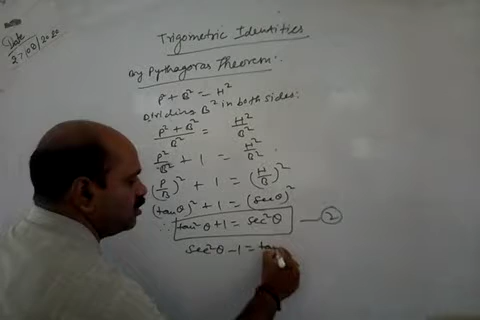 Date
27/08/2020
Trigometric Identities
By Pythagoras Theorem:-
P² + B² = H²
Dividing B² in both sides:
P² + B² / B² = H² / B²
P² / B² + 1 = H² / B²
(P/B)² + 1 = (H/B)²
(tanθ)² + 1 = (secθ)²
∵ tan²θ + 1 = sec²θ — ②
sec²θ - 1 = tan